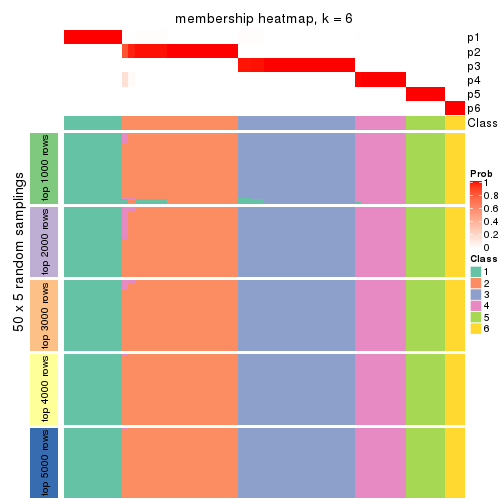 membership heatmap, k = 6
p1
p2
p3
p4
p5
p6
Class
50 x 5 random samplings
top 1000 rows
top 2000 rows
top 3000 rows
top 4000 rows
top 5000 rows
Prob
1
0.8
0.6
0.4
0.2
0
Class
1
2
3
4
5
6